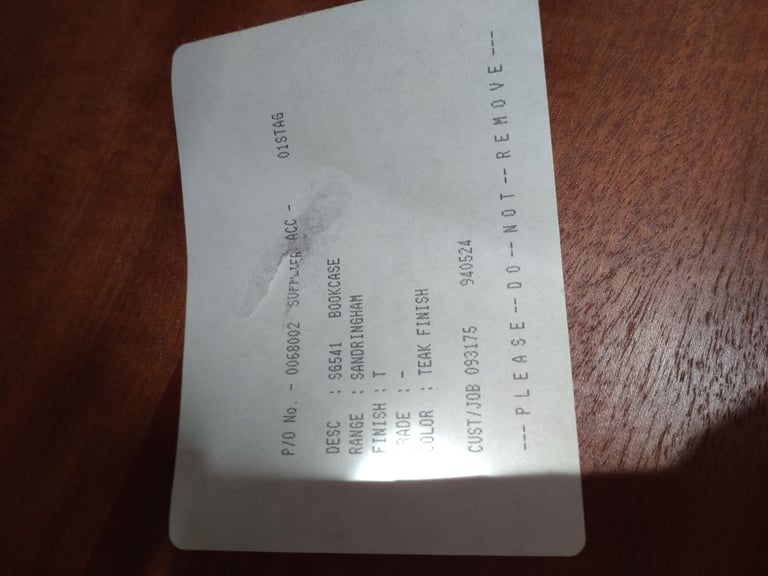 P/O No. - 0068002 SUPPLIER ACC - 01STAG
DESC : SG541 BOOKCASE
RANGE : SANDRINGHAM
FINISH : T
RADE : -
COLOR : TEAK FINISH
CUST/JOB 093175 940524
--- P L E A S E -- D O -- N O T -- R E M O V E ---